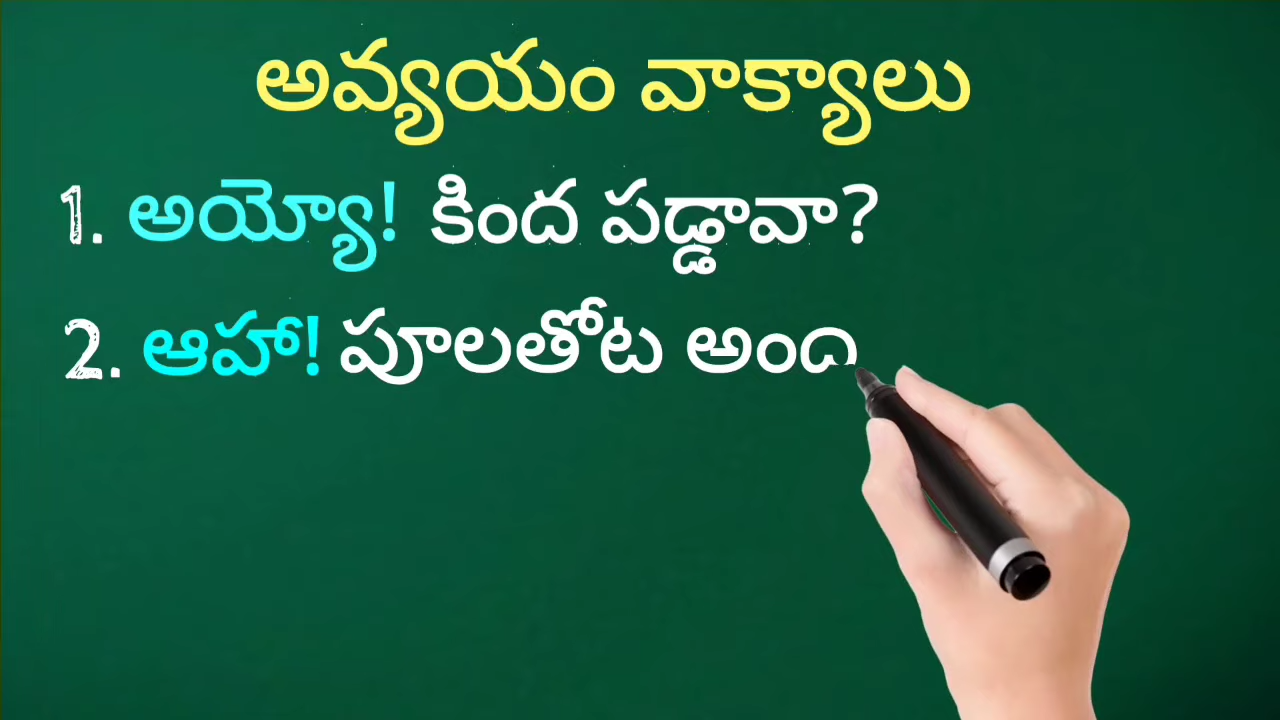 అవ్యయం వాక్యాలు
1. అయ్యో! కింద పడ్డావా?
2. ఆహా! పూలతోట